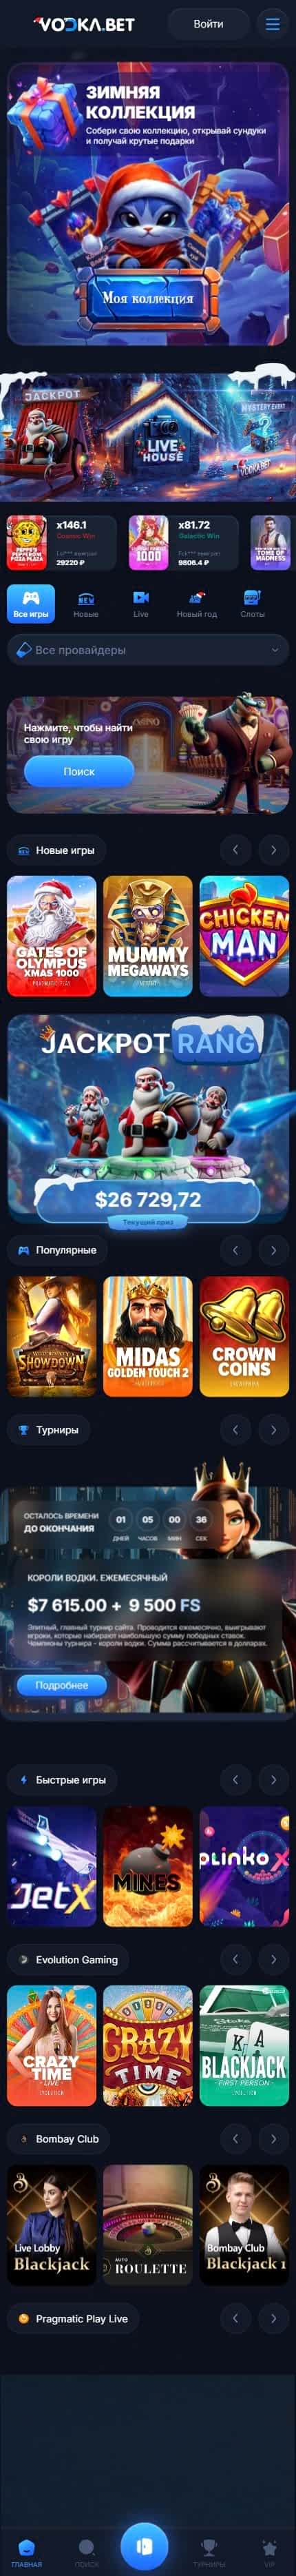 VODKA.BET
Войти
ЗИМНЯЯ
КОЛЛЕКЦИЯ
Собери свою коллекцию, открывай сундуки
и получай крутые подарки
Моя коллекция
JACKPOT
LIVE
HOUSE
MYSTERY EVENT
VODKA.BET
x146.1
Cosmic Win
29220 ₽
x81.72
Galactic Win
9806.4 ₽
1000
TOME OF
MADNESS
Все игры
Новые
Live
Новый год
Слоты
Все провайдеры
Нажмите, чтобы найти
свою игру
Поиск
Новые игры
GATES OF
OLYMPUS
XMAS 1000
MUMMY
MEGAWAYS
CHICKEN
MAN
JACKPOT RANG
$26 729,72
Текущий приз
Популярные
SHOWDOWN
MIDAS
GOLDEN TOUCH 2
CROWN
COINS
Турниры
ОСТАЛОСЬ ВРЕМЕНИ
ДО ОКОНЧАНИЯ
01 05 00 36
ДНЕЙ ЧАСОВ МИН СЕК
КОРОЛИ ВОДКИ. ЕЖЕМЕСЯЧНЫЙ
$7 615.00 + 9 500 FS
Элитный, главный турнир сайта. Проводится ежемесячно, выигрывают
игроки, которые набирают наибольшую сумму победных ставок.
Чемпионы турнира - короли водки. Сумма рассчитывается в долларах.
Подробнее
Быстрые игры
JetX
MINES
plinko X
Evolution Gaming
CRAZY
TIME
LIVE
CRAZY
TIME
BLACKJACK
FIRST PERSON
Bombay Club
Live Lobby
Blackjack
AUTO
ROULETTE
Bombay Club
Blackjack 1
Pragmatic Play Live
ГЛАВНАЯ
ПОИСК
ТУРНИРЫ
VIP